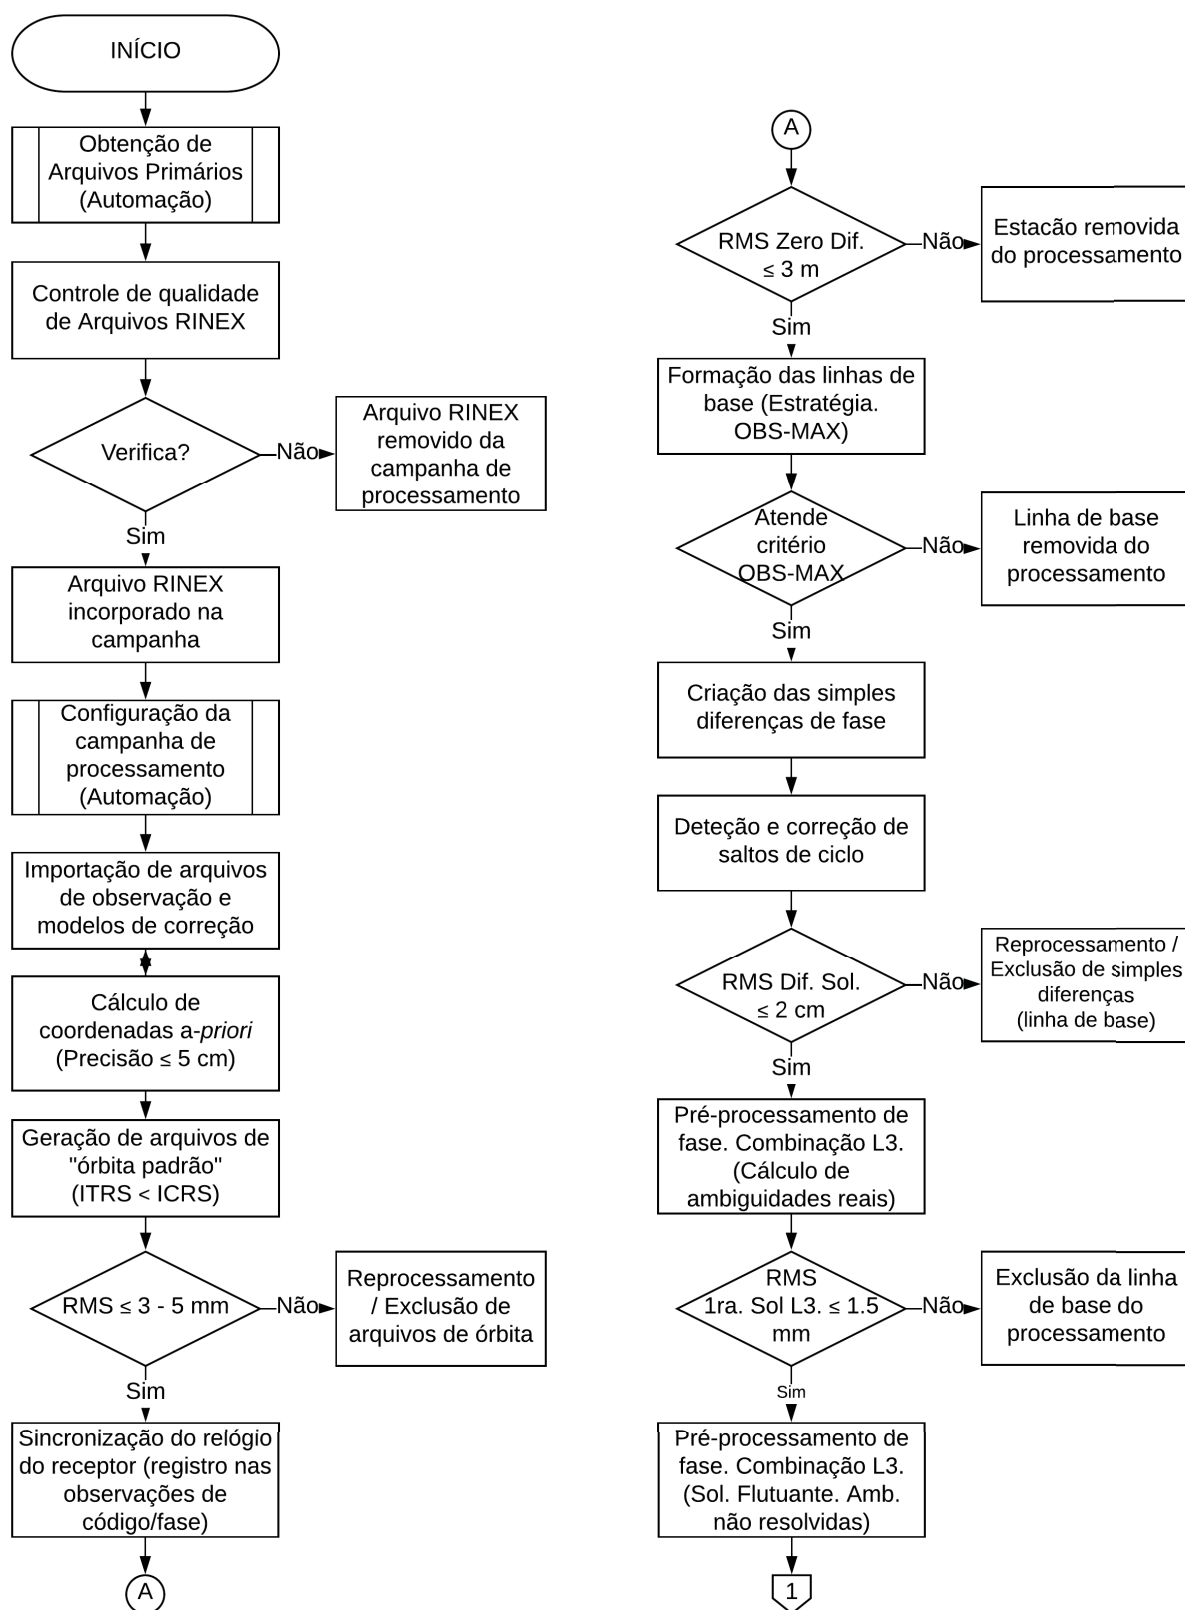 INÍCIO
Obtenção de
Arquivos Primários
(Automação)
Controle de qualidade
de Arquivos RINEX
Verifica?
Não
Arquivo RINEX
removido da
campanha de
processamento
Sim
Arquivo RINEX
incorporado na
campanha
Configuração da
campanha de
processamento
(Automação)
Importação de arquivos
de observação e
modelos de correção
Cálculo de
coordenadas a-priori
(Precisão ≤ 5 cm)
Geração de arquivos de
"órbita padrão"
(ITRS < ICRS)
RMS ≤ 3 - 5 mm
Não
Reprocessamento
/ Exclusão de
arquivos de órbita
Sim
Sincronização do relógio
do receptor (registro nas
observações de
código/fase)
A
A
RMS Zero Dif.
≤ 3 m
Não
Estacão removida
do processamento
Sim
Formação das linhas de
base (Estratégia.
OBS-MAX)
Atende
critério
OBS-MAX
Não
Linha de base
removida do
processamento
Sim
Criação das simples
diferenças de fase
Deteção e correção de
saltos de ciclo
RMS Dif. Sol.
≤ 2 cm
Não
Reprocessamento /
Exclusão de simples
diferenças
(linha de base)
Sim
Pré-processamento de
fase. Combinação L3.
(Cálculo de
ambiguidades reais)
RMS
1ra. Sol L3. ≤ 1.5
mm
Não
Exclusão da linha
de base do
processamento
Sim
Pré-processamento de
fase. Combinação L3.
(Sol. Flutuante. Amb.
não resolvidas)
1